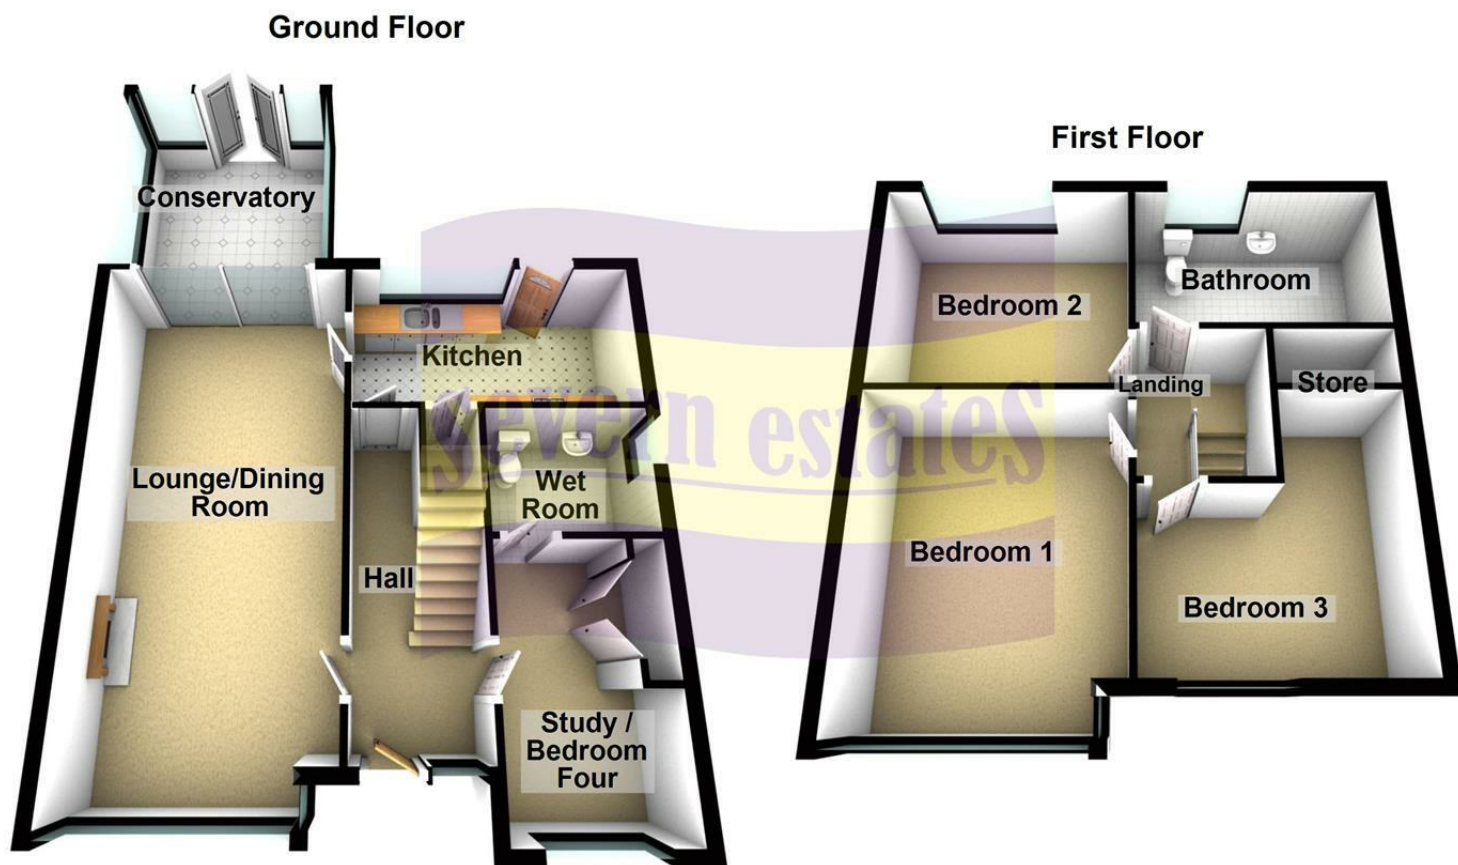 Ground Floor
Conservatory
Kitchen
Lounge/Dining
Room
Wet
Room
Hall
Study /
Bedroom
Four
First Floor
Bedroom 2
Bathroom
Landing
Store
Bedroom 1
Bedroom 3
severn estates